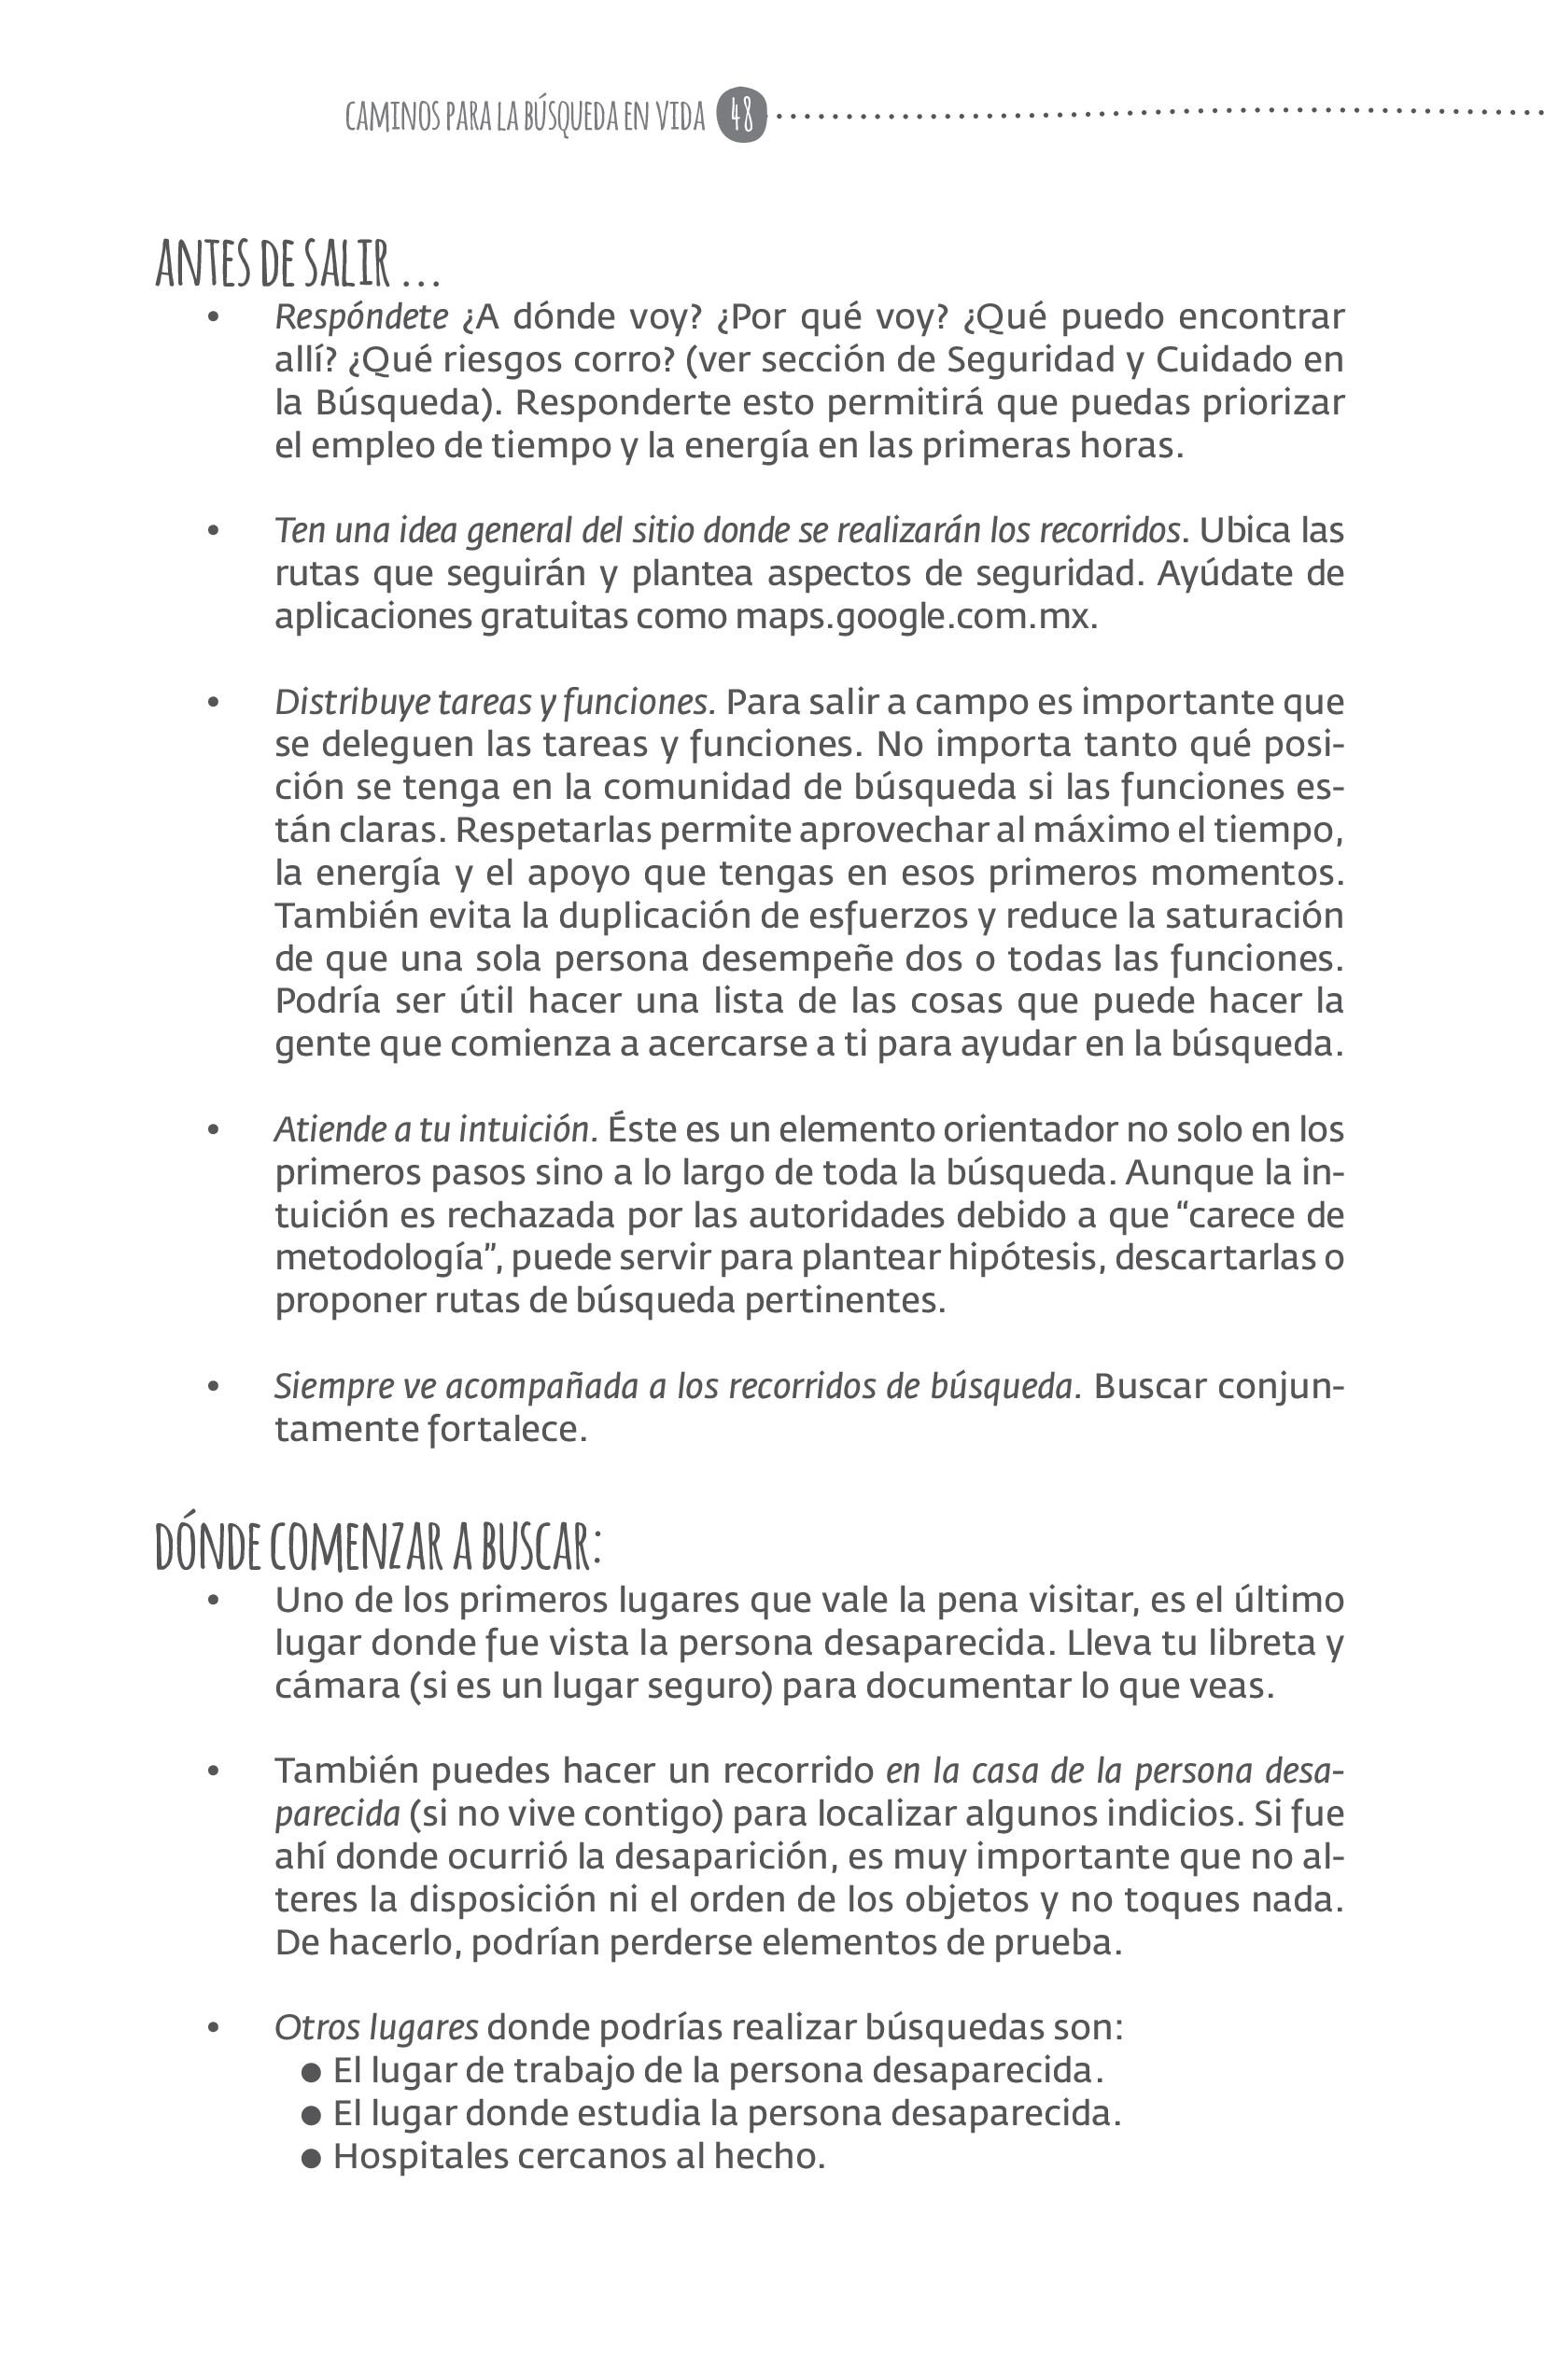 CAMINOS PARA LA BÚSQUEDA EN VIDA 48
ANTES DE SALIR ...
• Respóndete ¿A dónde voy? ¿Por qué voy? ¿Qué puedo encontrar
allí? ¿Qué riesgos corro? (ver sección de Seguridad y Cuidado en
la Búsqueda). Responderte esto permitirá que puedas priorizar
el empleo de tiempo y la energía en las primeras horas.
• Ten una idea general del sitio donde se realizarán los recorridos. Ubica las
rutas que seguirán y plantea aspectos de seguridad. Ayúdate de
aplicaciones gratuitas como maps.google.com.mx.
• Distribuye tareas y funciones. Para salir a campo es importante que
se deleguen las tareas y funciones. No importa tanto qué posi-
ción se tenga en la comunidad de búsqueda si las funciones es-
tán claras. Respetarlas permite aprovechar al máximo el tiempo,
la energía y el apoyo que tengas en esos primeros momentos.
También evita la duplicación de esfuerzos y reduce la saturación
de que una sola persona desempeñe dos o todas las funciones.
Podría ser útil hacer una lista de las cosas que puede hacer la
gente que comienza a acercarse a ti para ayudar en la búsqueda.
• Atiende a tu intuición. Éste es un elemento orientador no solo en los
primeros pasos sino a lo largo de toda la búsqueda. Aunque la in-
tuición es rechazada por las autoridades debido a que “carece de
metodología”, puede servir para plantear hipótesis, descartarlas o
proponer rutas de búsqueda pertinentes.
• Siempre ve acompañada a los recorridos de búsqueda. Buscar conjun-
tamente fortalece.
DÓNDE COMENZAR A BUSCAR:
• Uno de los primeros lugares que vale la pena visitar, es el último
lugar donde fue vista la persona desaparecida. Lleva tu libreta y
cámara (si es un lugar seguro) para documentar lo que veas.
• También puedes hacer un recorrido en la casa de la persona desa-
parecida (si no vive contigo) para localizar algunos indicios. Si fue
ahí donde ocurrió la desaparición, es muy importante que no al-
teres la disposición ni el orden de los objetos y no toques nada.
De hacerlo, podrían perderse elementos de prueba.
• Otros lugares donde podrías realizar búsquedas son:
● El lugar de trabajo de la persona desaparecida.
● El lugar donde estudia la persona desaparecida.
● Hospitales cercanos al hecho.